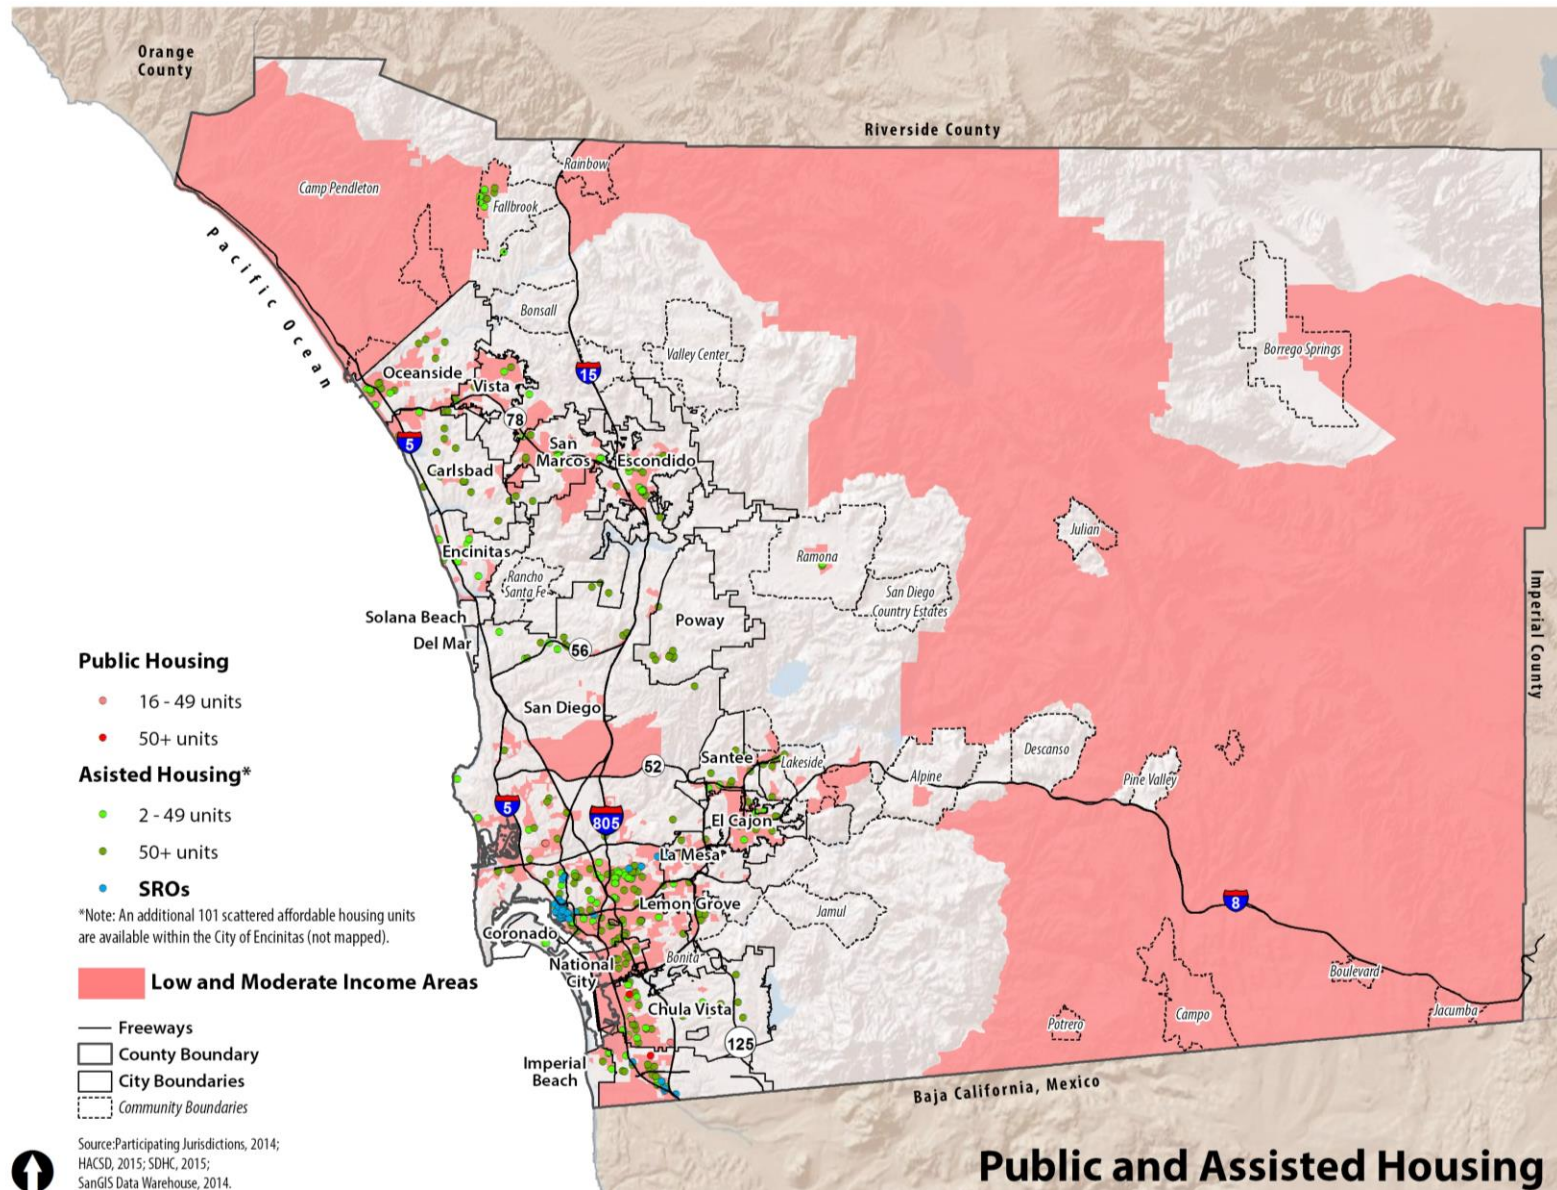 Orange
County
Riverside County
Rainbow
Camp Pendleton
Fallbrook
Pacific Ocean
Bonsall
Valley Center
Borrego Springs
15
Oceanside
Vista
78
5
San
Marcos
Escondido
Carlsbad
Julian
Encinitas
Ramona
Rancho
Santa Fe
San Diego
Country Estates
Imperial County
Solana Beach
Poway
Del Mar
56
San Diego
Santee
Lakeside
52
Descanso
Alpine
Pine Valley
5
805
El Cajon
La Mesa
Lemon Grove
Jamul
8
Coronado
National
City
Bonita
Boulevard
Chula Vista
Potrero
Campo
Jacumba
125
Imperial
Beach
Baja California, Mexico
Public Housing
16 - 49 units
50+ units
Asisted Housing*
2 - 49 units
50+ units
SROs
*Note: An additional 101 scattered affordable housing units
are available within the City of Encinitas (not mapped).
Low and Moderate Income Areas
Freeways
County Boundary
City Boundaries
Community Boundaries
Source:Participating Jurisdictions, 2014;
HACSD, 2015; SDHC, 2015;
SanGIS Data Warehouse, 2014.
Public and Assisted Housing